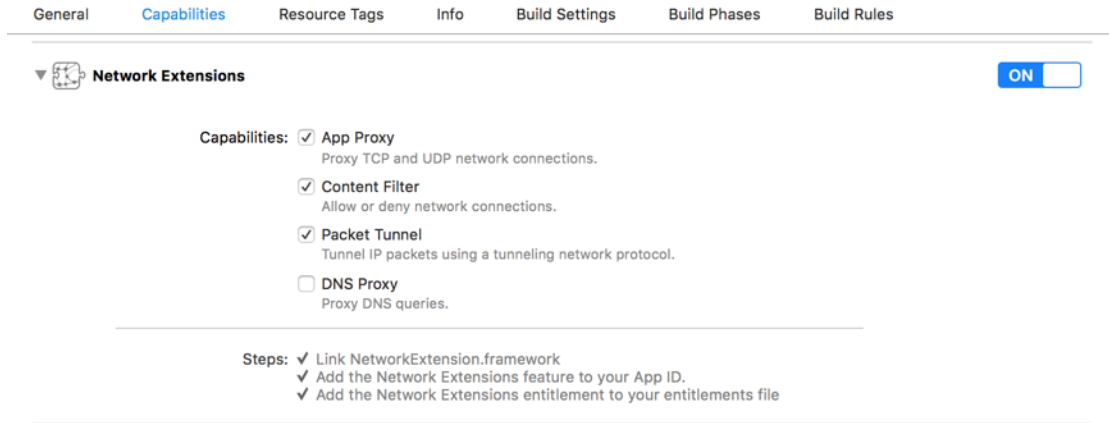 General Capabilities Resource Tags Info Build Settings Build Phases Build Rules
Network Extensions ON
Capabilities: App Proxy
Proxy TCP and UDP network connections.
Content Filter
Allow or deny network connections.
Packet Tunnel
Tunnel IP packets using a tunneling network protocol.
DNS Proxy
Proxy DNS queries.
Steps: ✓ Link NetworkExtension.framework
✓ Add the Network Extensions feature to your App ID.
✓ Add the Network Extensions entitlement to your entitlements file